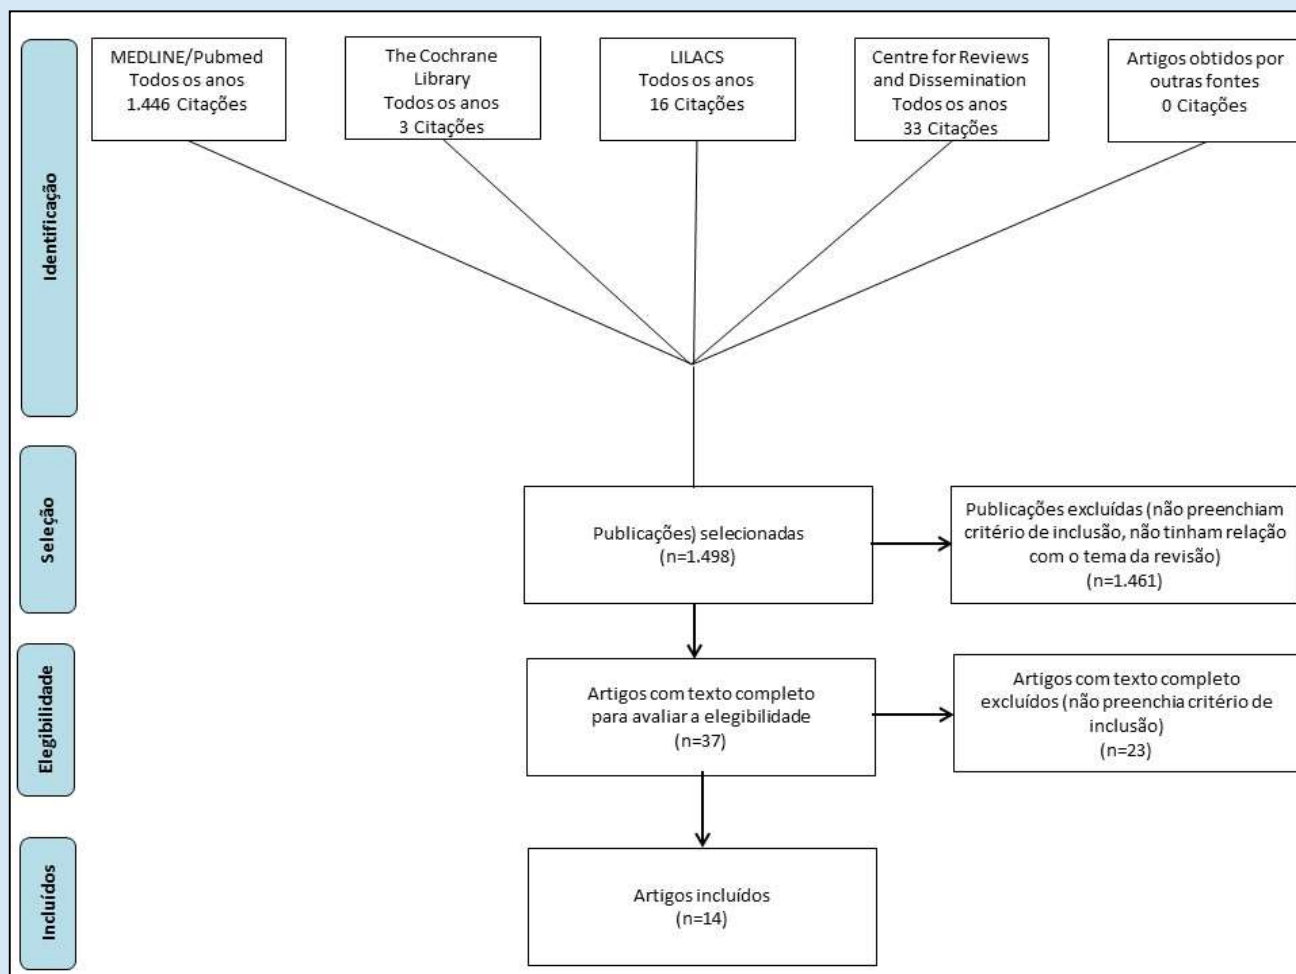 Identificação
MEDLINE/Pubmed
Todos os anos
1.446 Citações
The Cochrane
Library
Todos os anos
3 Citações
LILACS
Todos os anos
16 Citações
Centre for Reviews
and Dissemination
Todos os anos
33 Citações
Artigos obtidos por
outras fontes
0 Citações
Seleção
Publicações) selecionadas
(n=1.498)
Publicações excluídas (não preenchiam
critério de inclusão, não tinham relação
com o tema da revisão)
(n=1.461)
Elegibilidade
Artigos com texto completo
para avaliar a elegibilidade
(n=37)
Artigos com texto completo
excluídos (não preenchia critério de
inclusão)
(n=23)
Incluídos
Artigos incluídos
(n=14)